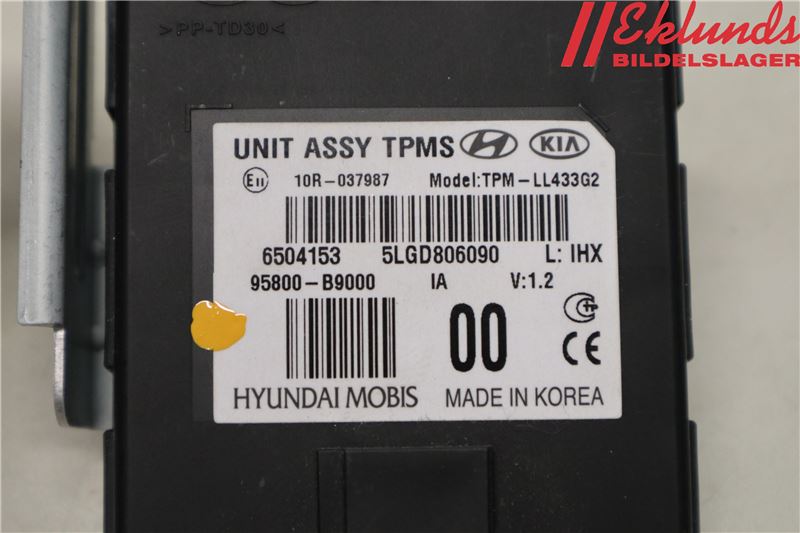 >PP-TD30<
Eklunds
BILDELSLAGER
UNIT ASSY TPMS KIA
E11 10R-037987 Model:TPM-LL433G2
6504153 5LGD806090 L: IHX
95800-B9000 IA V:1.2
00
CE
HYUNDAI MOBIS MADE IN KOREA